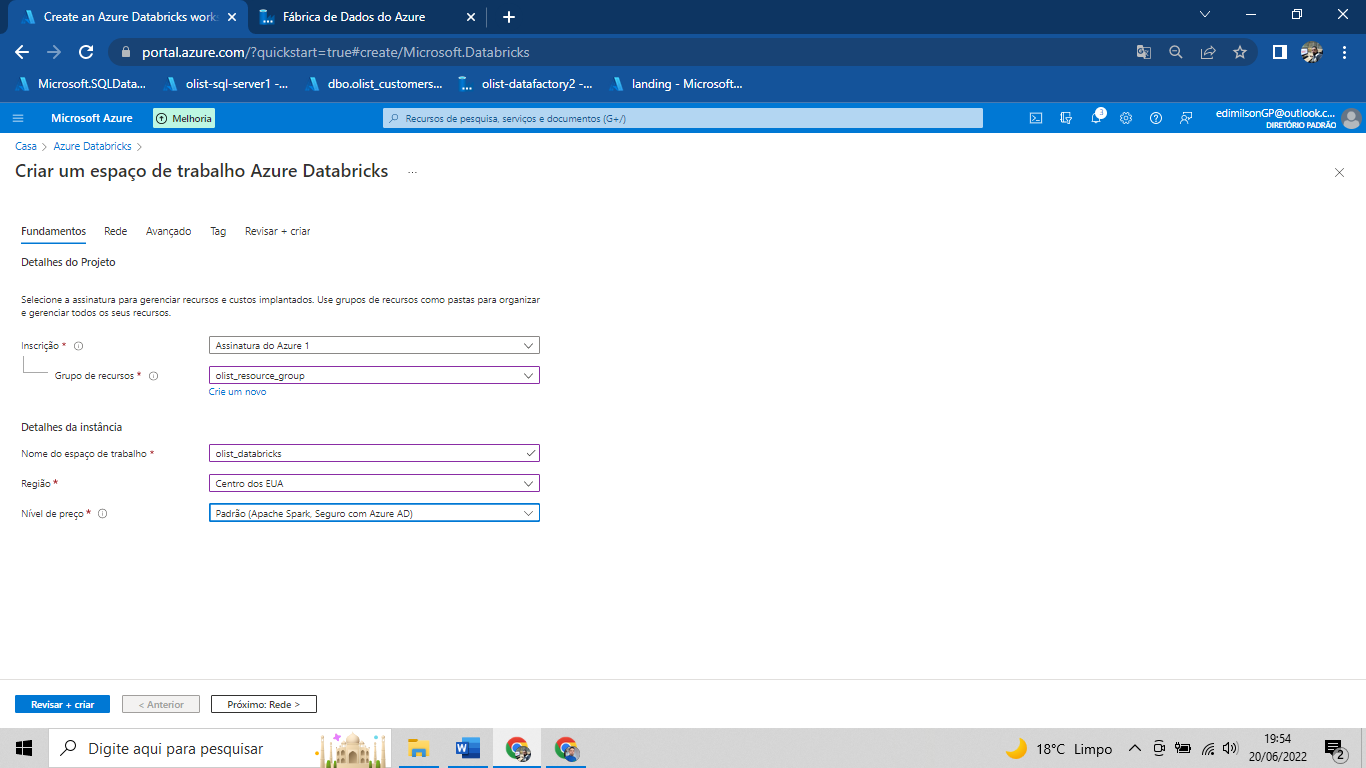 Create an Azure Databricks work
Fábrica de Dados do Azure
portal.azure.com/?quickstart=true#create/Microsoft.Databricks
Microsoft.SQLData...
olist-sql-server1 -...
dbo.olist_customers...
olist-datafactory2 -...
landing - Microsoft...
Microsoft Azure
Melhoria
Recursos de pesquisa, serviços e documentos (G+/)
3
edimilsonGP@outlook.c...
DIRETÓRIO PADRÃO
Casa > Azure Databricks >
Criar um espaço de trabalho Azure Databricks ...
Fundamentos Rede Avançado Tag Revisar + criar
Detalhes do Projeto
Selecione a assinatura para gerenciar recursos e custos implantados. Use grupos de recursos como pastas para organizar
e gerenciar todos os seus recursos.
Inscrição * Assinatura do Azure 1
Grupo de recursos * olist_resource_group
Crie um novo
Detalhes da instância
Nome do espaço de trabalho * olist_databricks
Região * Centro dos EUA
Nível de preço * Padrão (Apache Spark, Seguro com Azure AD)
Revisar + criar
< Anterior
Próximo: Rede >
Digite aqui para pesquisar
18°C Limpo
19:54
20/06/2022
2